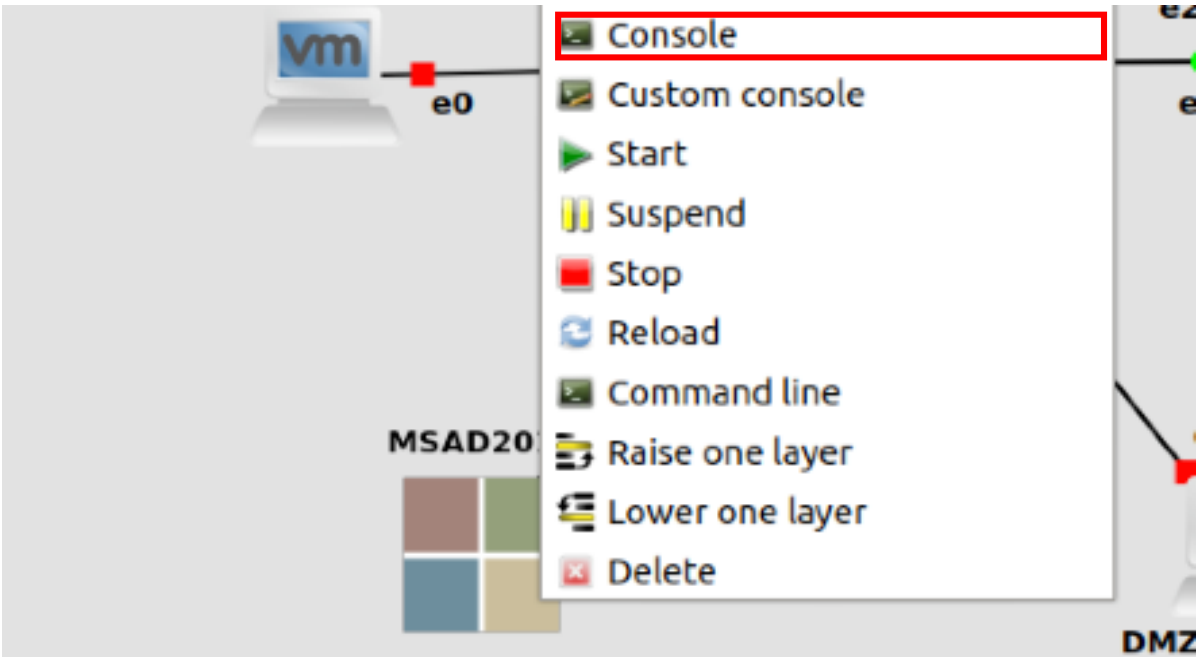 vm
e0
Console
Custom console
Start
Suspend
Stop
Reload
Command line
Raise one layer
Lower one layer
Delete
MSAD20
DMZ